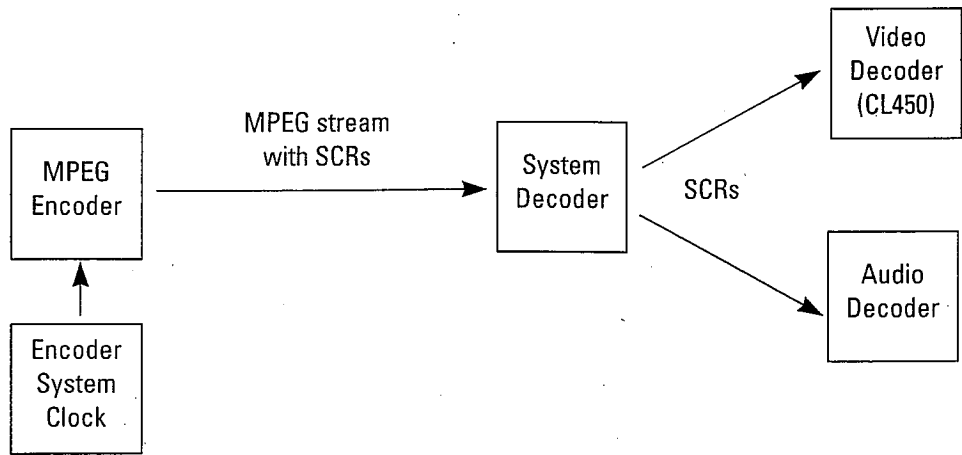 MPEG
Encoder
Encoder
System
Clock
MPEG stream
with SCRs
System
Decoder
SCRs
Video
Decoder
(CL450)
Audio
Decoder